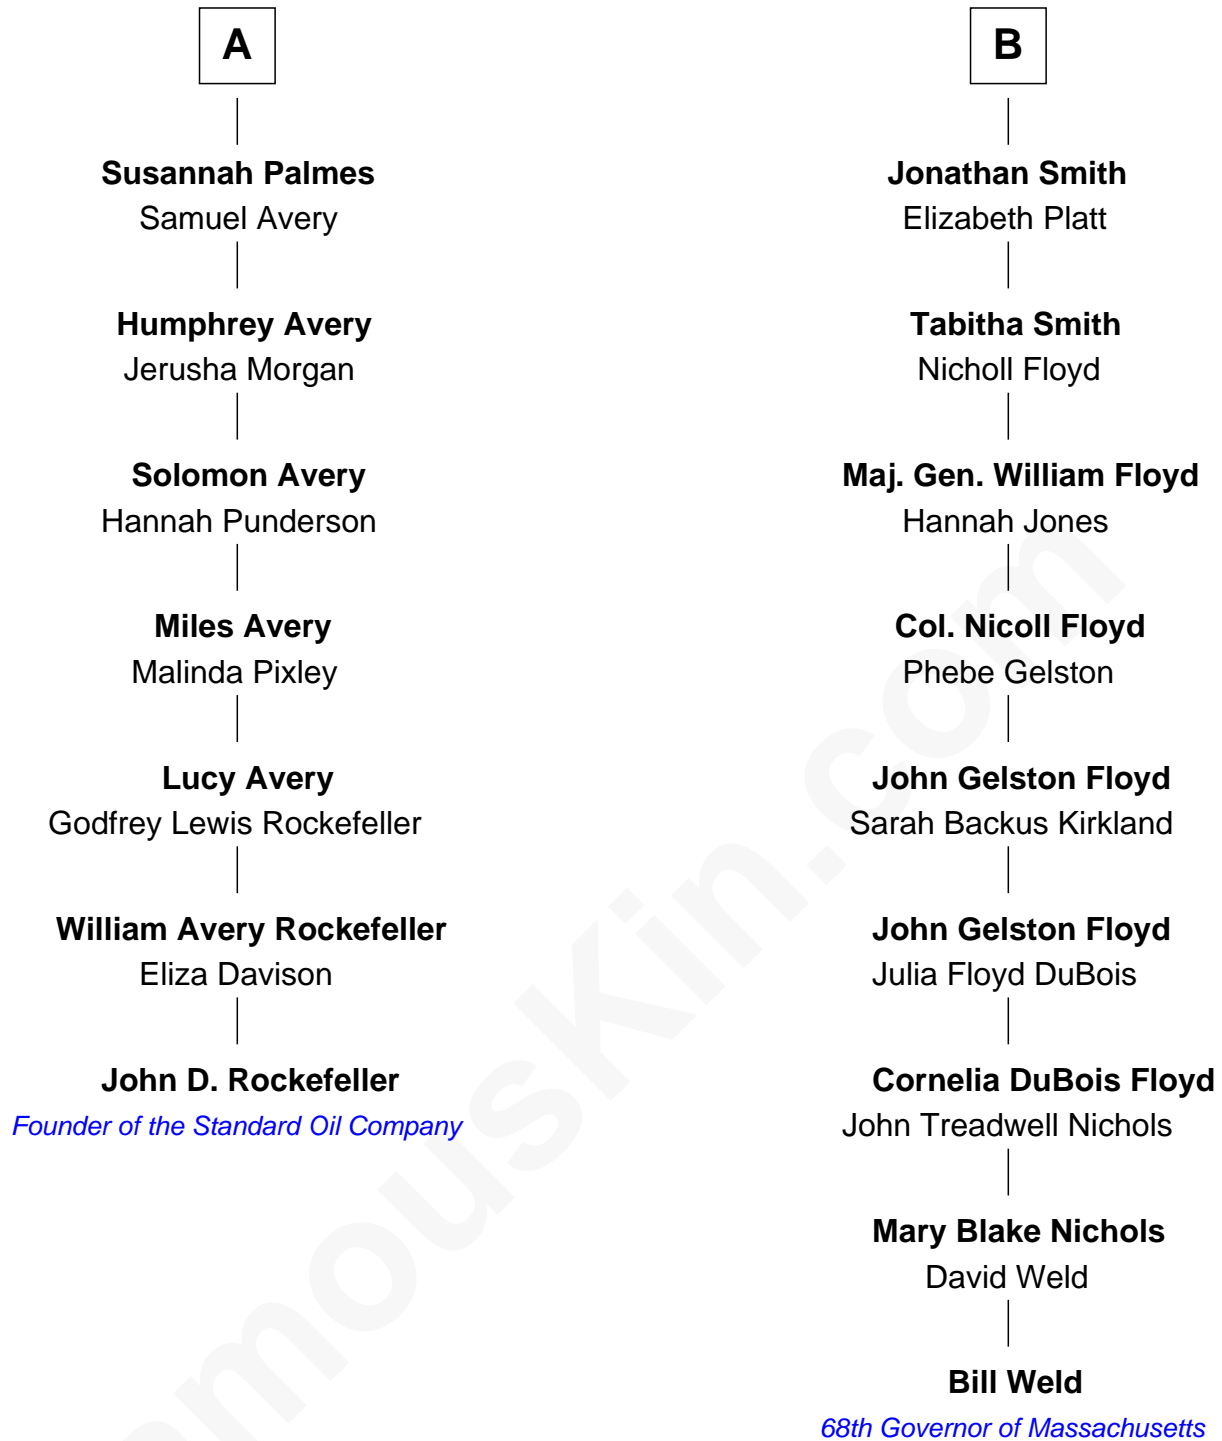 A
Susannah Palmes
Samuel Avery
Humphrey Avery
Jerusha Morgan
Solomon Avery
Hannah Punderson
Miles Avery
Malinda Pixley
Lucy Avery
Godfrey Lewis Rockefeller
William Avery Rockefeller
Eliza Davison
John D. Rockefeller
Founder of the Standard Oil Company
B
Jonathan Smith
Elizabeth Platt
Tabitha Smith
Nicholl Floyd
Maj. Gen. William Floyd
Hannah Jones
Col. Nicoll Floyd
Phebe Gelston
John Gelston Floyd
Sarah Backus Kirkland
John Gelston Floyd
Julia Floyd DuBois
Cornelia DuBois Floyd
John Treadwell Nichols
Mary Blake Nichols
David Weld
Bill Weld
68th Governor of Massachusetts
amousKin.com